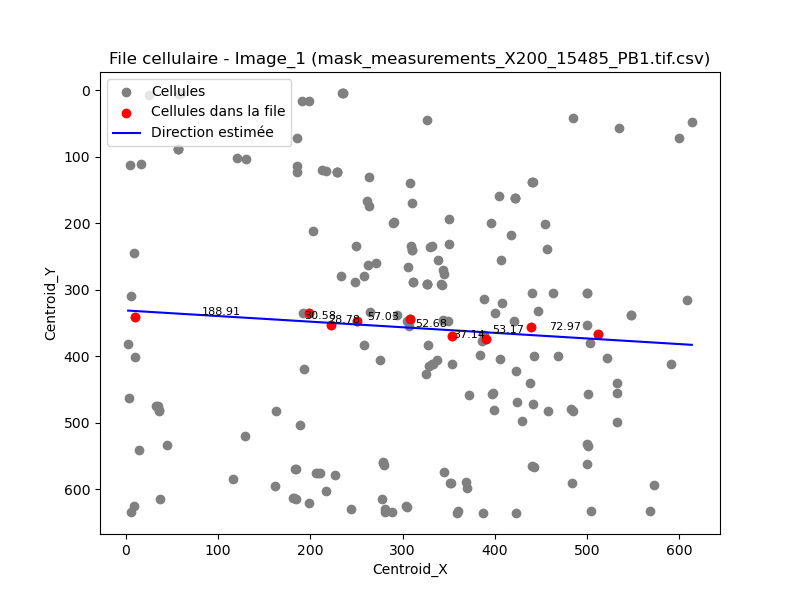 File cellulaire - Image_1 (mask_measurements_X200_15485_PB1.tif.csv)
Cellules
Cellules dans la file
Direction estimée
0
100
200
300
400
500
600
Centroid_Y
188.91
30.58
28.78
57.03
52.68
37.14
53.17
72.97
0 100 200 300 400 500 600
Centroid_X